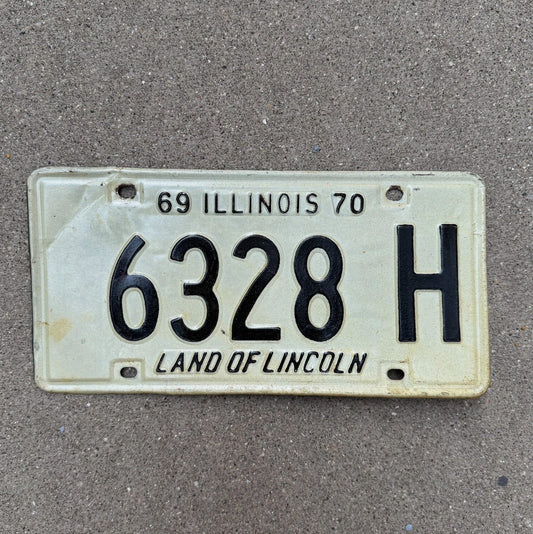 69 ILLINOIS 70
6328 H
LAND OF LINCOLN